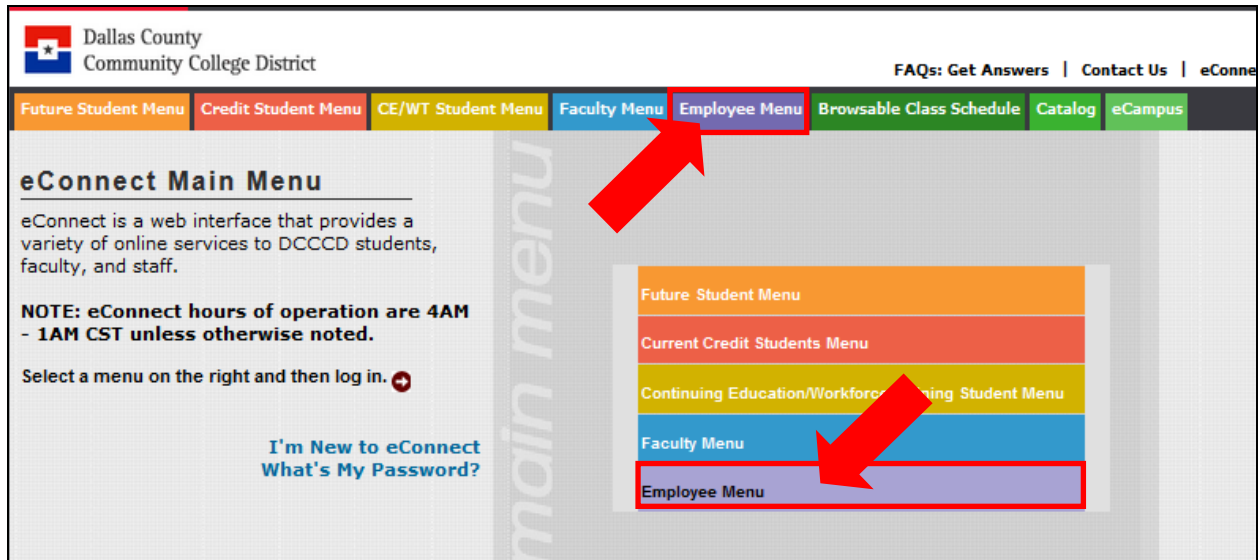 Dallas County
Community College District
FAQs: Get Answers | Contact Us | eConne
Future Student Menu Credit Student Menu CE/WT Student Menu Faculty Menu Employee Menu Browsable Class Schedule Catalog eCampus
main menu
eConnect Main Menu
eConnect is a web interface that provides a
variety of online services to DCCCD students,
faculty, and staff.
NOTE: eConnect hours of operation are 4AM
- 1AM CST unless otherwise noted.
Select a menu on the right and then log in.
I'm New to eConnect
What's My Password?
Future Student Menu
Current Credit Students Menu
Continuing Education/Workforce Student Menu
Faculty Menu
Employee Menu